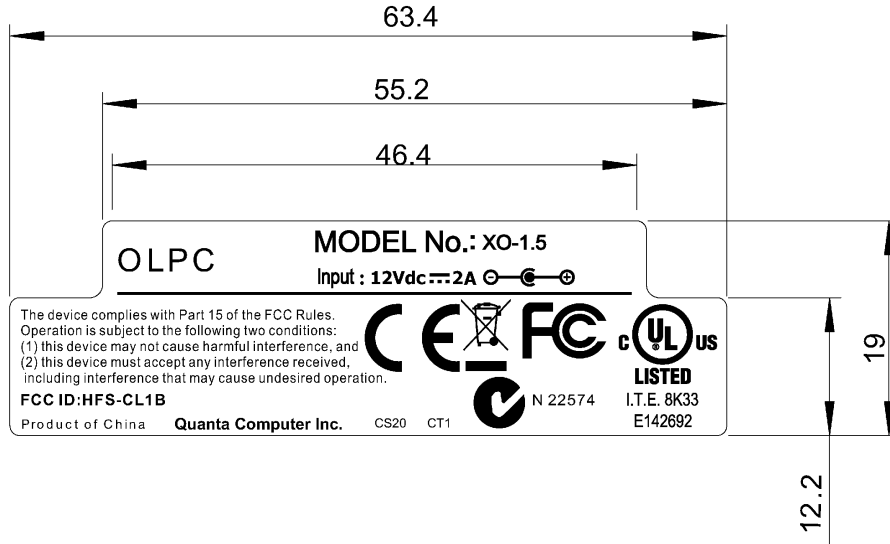 63.4
55.2
46.4
OLPC
MODEL No.: XO-1.5
Input : 12Vdc⎓2A
The device complies with Part 15 of the FCC Rules.
Operation is subject to the following two conditions:
(1) this device may not cause harmful interference, and
(2) this device must accept any interference received,
including interference that may cause undesired operation.
FCC ID:HFS-CL1B
Product of China
Quanta Computer Inc.
CS20
CT1
CE
FC
N 22574
C UL US
®
LISTED
I.T.E. 8K33
E142692
19
12.2